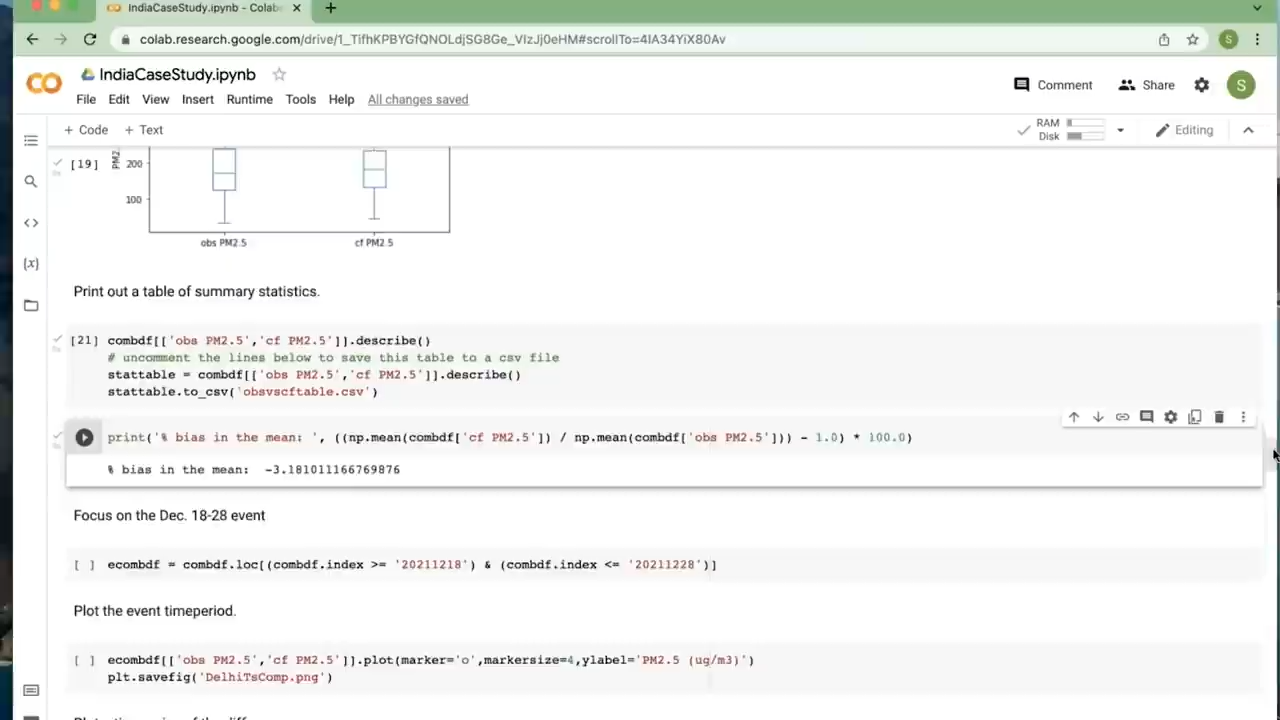 IndiaCaseStudy.ipynb - Colab
colab.research.google.com/drive/1_TifhKPBYGfQNOLdjSG8Ge_VIzJj0eHM#scrollTo=4IA34YiX80Av
S
IndiaCaseStudy.ipynb
Comment
Share
S
File Edit View Insert Runtime Tools Help All changes saved
+ Code + Text
RAM
Disk
Editing
[19]
PM2
200
100
obs PM2.5
cf PM2.5
Print out a table of summary statistics.
[21] combdf[['obs PM2.5','cf PM2.5']].describe()
# uncomment the lines below to save this table to a csv file
stattable = combdf[['obs PM2.5','cf PM2.5']].describe()
stattable.to_csv('obsvscftable.csv')
print('% bias in the mean: ', ((np.mean(combdf['cf PM2.5']) / np.mean(combdf['obs PM2.5'])) - 1.0) * 100.0)
% bias in the mean:  -3.181011166769876
Focus on the Dec. 18-28 event
[ ] ecombdf = combdf.loc[(combdf.index >= '20211218') & (combdf.index <= '20211228')]
Plot the event timeperiod.
[ ] ecombdf[['obs PM2.5','cf PM2.5']].plot(marker='o',markersize=4,ylabel='PM2.5 (ug/m3)')
plt.savefig('DelhiTsComp.png')